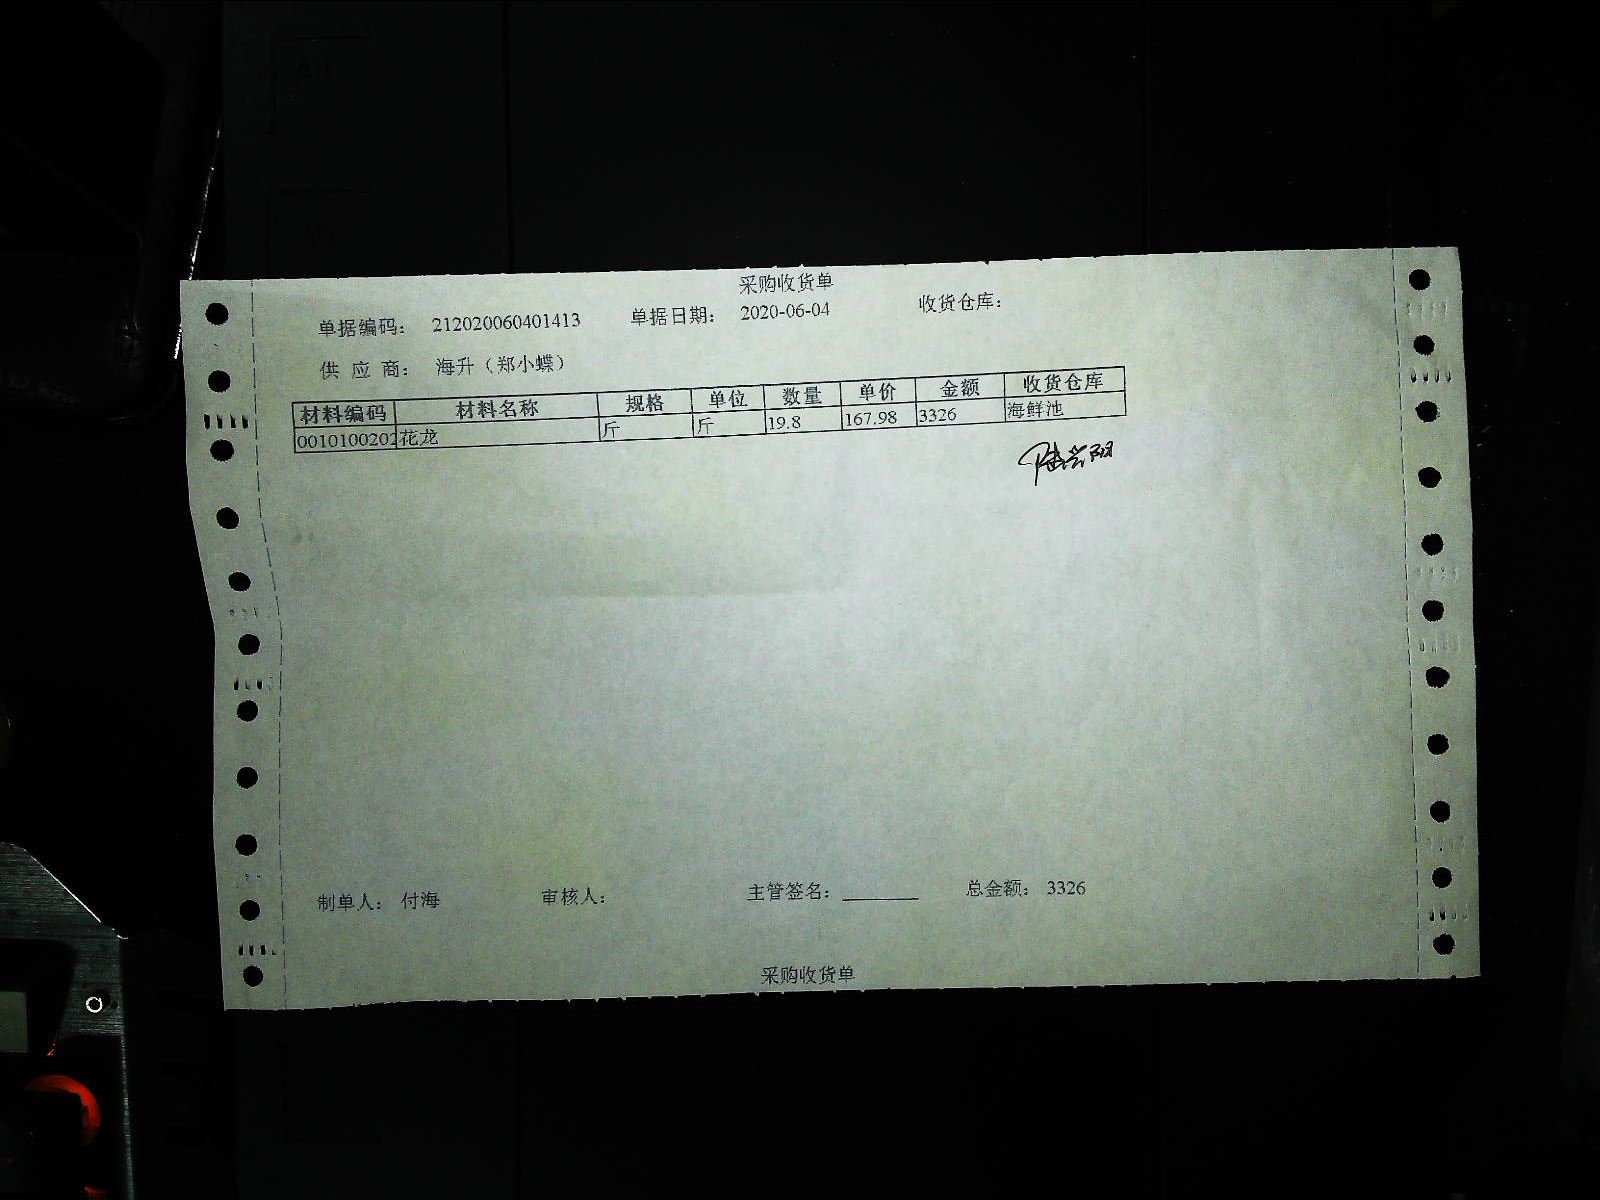 采购收货单
单据编码： 212020060401413 单据日期： 2020-06-04 收货仓库：
供 应 商： 海升（郑小蝶）
材料编码 材料名称 规格 单位 数量 单价 金额 收货仓库
0010100202 花龙 斤 斤 19.8 167.98 3326 海鲜池
制单人： 付海 审核人： 主管签名： 总金额： 3326
采购收货单